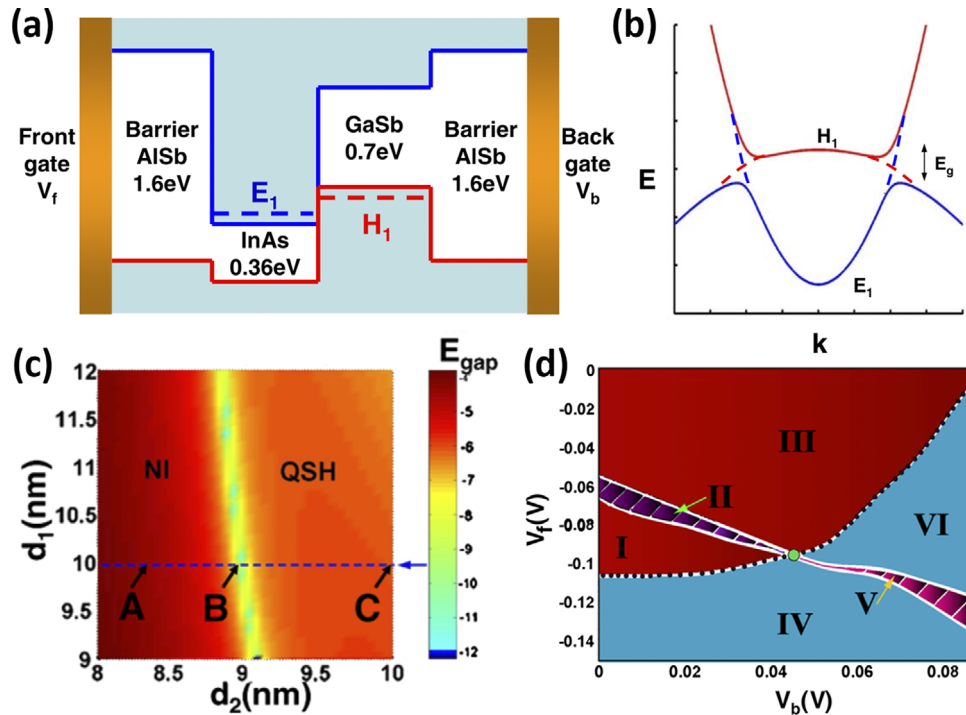 (a)
Front
gate
V_f
Barrier
AlSb
1.6eV
E_1
InAs
0.36eV
GaSb
0.7eV
H_1
Barrier
AlSb
1.6eV
Back
gate
V_b
(b)
E
H_1
E_g
E_1
k
(c)
d_1(nm)
12
11.5
11
10.5
10
9.5
9
NI
QSH
A
B
C
8
8.5
9
9.5
10
d_2(nm)
E_gap
-4
-5
-6
-7
-8
-9
-10
-11
-12
(d)
V_f(V)
0
-0.02
-0.04
-0.06
-0.08
-0.1
-0.12
-0.14
III
II
I
VI
V
IV
0
0.02
0.04
0.06
0.08
V_b(V)